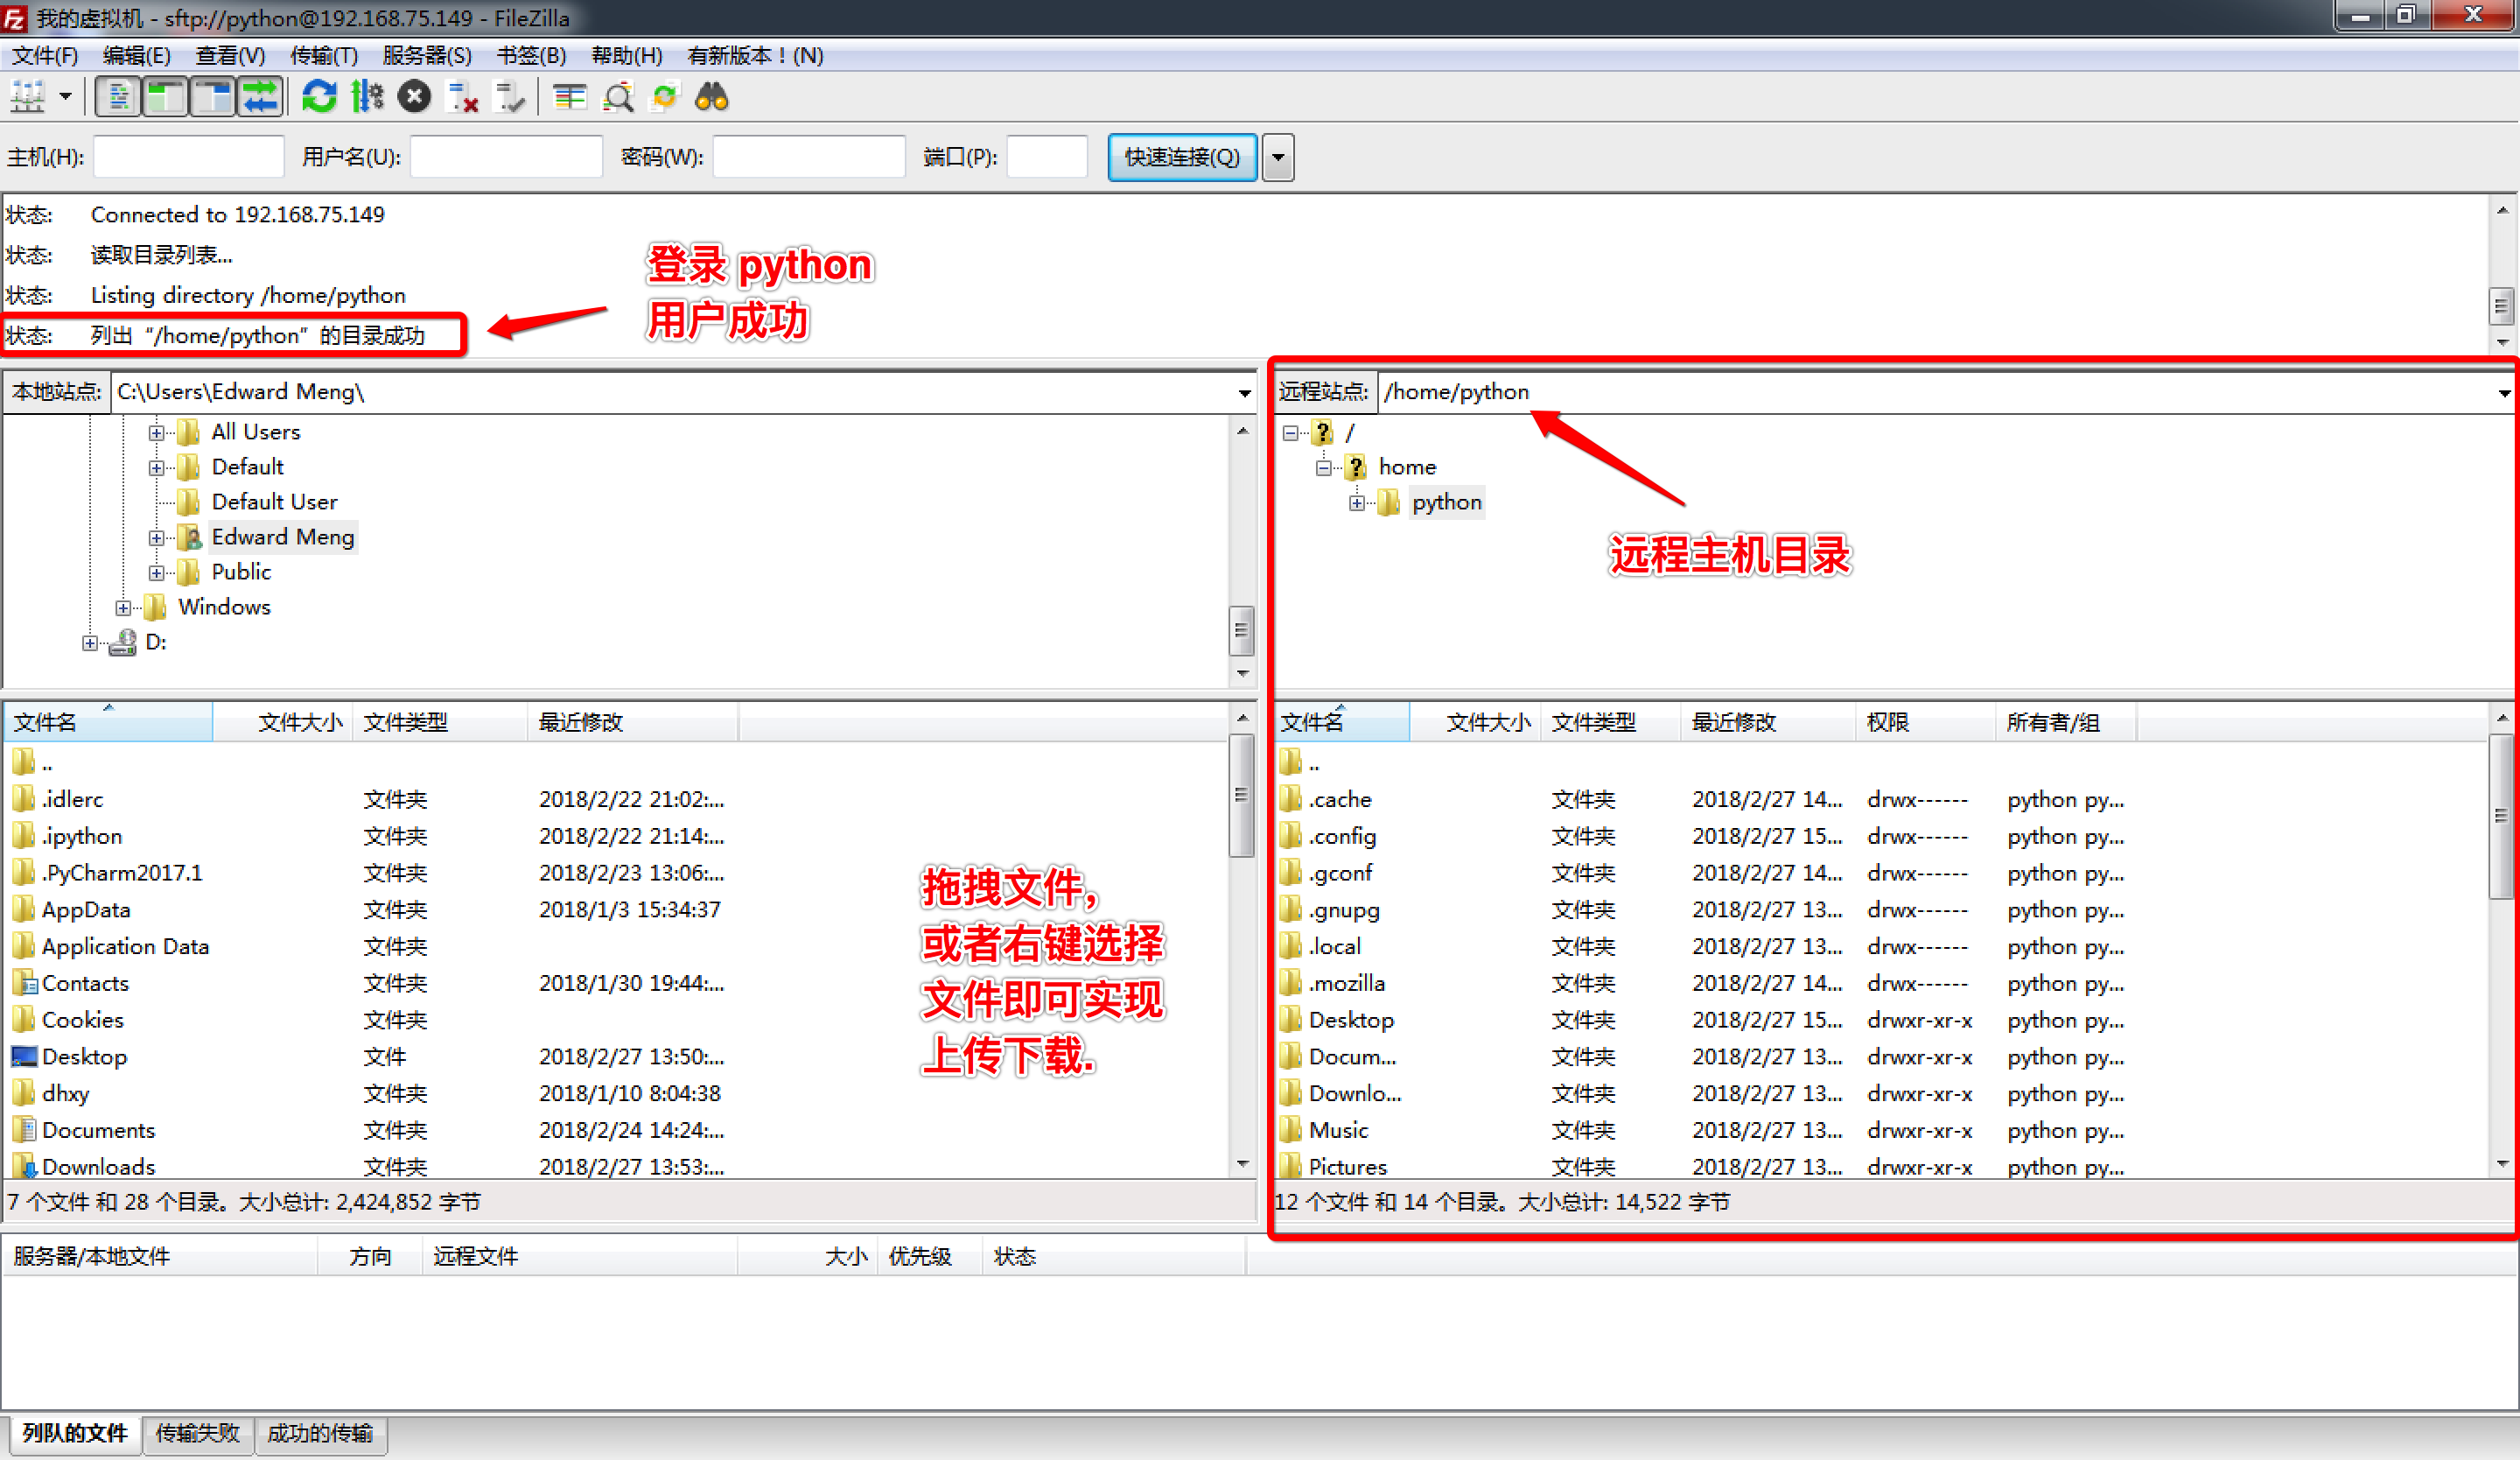 我的虚拟机 - sftp://python@192.168.75.149 - FileZilla
文件(F) 编辑(E) 查看(V) 传输(T) 服务器(S) 书签(B) 帮助(H) 有新版本！(N)
主机(H): 用户名(U): 密码(W): 端口(P): 快速连接(Q)
状态: Connected to 192.168.75.149
状态: 读取目录列表...
状态: Listing directory /home/python
状态: 列出“/home/python”的目录成功
登录 python
用户成功
本地站点: C:\Users\Edward Meng\
All Users
Default
Default User
Edward Meng
Public
Windows
D:
远程站点: /home/python
/
home
python
远程主机目录
文件名 文件大小 文件类型 最近修改
..
.idlerc 文件夹 2018/2/22 21:02:...
.ipython 文件夹 2018/2/22 21:14:...
.PyCharm2017.1 文件夹 2018/2/23 13:06:...
AppData 文件夹 2018/1/3 15:34:37
Application Data 文件夹
Contacts 文件夹 2018/1/30 19:44:...
Cookies 文件夹
Desktop 文件 2018/2/27 13:50:...
dhxy 文件夹 2018/1/10 8:04:38
Documents 文件夹 2018/2/24 14:24:...
Downloads 文件夹 2018/2/27 13:53:...
7 个文件 和 28 个目录。大小总计: 2,424,852 字节
拖拽文件,
或者右键选择
文件即可实现
上传下载.
文件名 文件大小 文件类型 最近修改 权限 所有者/组
..
.cache 文件夹 2018/2/27 14... drwx------ python py...
.config 文件夹 2018/2/27 15... drwx------ python py...
.gconf 文件夹 2018/2/27 14... drwx------ python py...
.gnupg 文件夹 2018/2/27 13... drwx------ python py...
.local 文件夹 2018/2/27 13... drwx------ python py...
.mozilla 文件夹 2018/2/27 14... drwx------ python py...
Desktop 文件夹 2018/2/27 15... drwxr-xr-x python py...
Docum... 文件夹 2018/2/27 13... drwxr-xr-x python py...
Downlo... 文件夹 2018/2/27 13... drwxr-xr-x python py...
Music 文件夹 2018/2/27 13... drwxr-xr-x python py...
Pictures 文件夹 2018/2/27 13... drwxr-xr-x python py...
12 个文件 和 14 个目录。大小总计: 14,522 字节
服务器/本地文件 方向 远程文件 大小 优先级 状态
列队的文件 传输失败 成功的传输